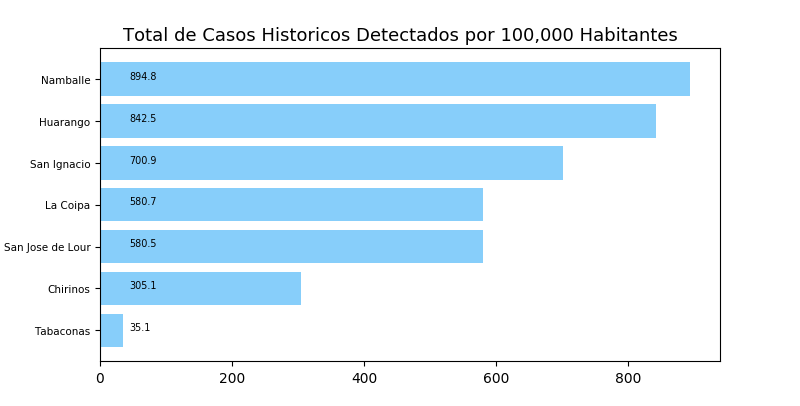 Total de Casos Historicos Detectados por 100,000 Habitantes
Namballe 894.8
Huarango 842.5
San Ignacio 700.9
La Coipa 580.7
San Jose de Lour 580.5
Chirinos 305.1
Tabaconas 35.1
0 200 400 600 800